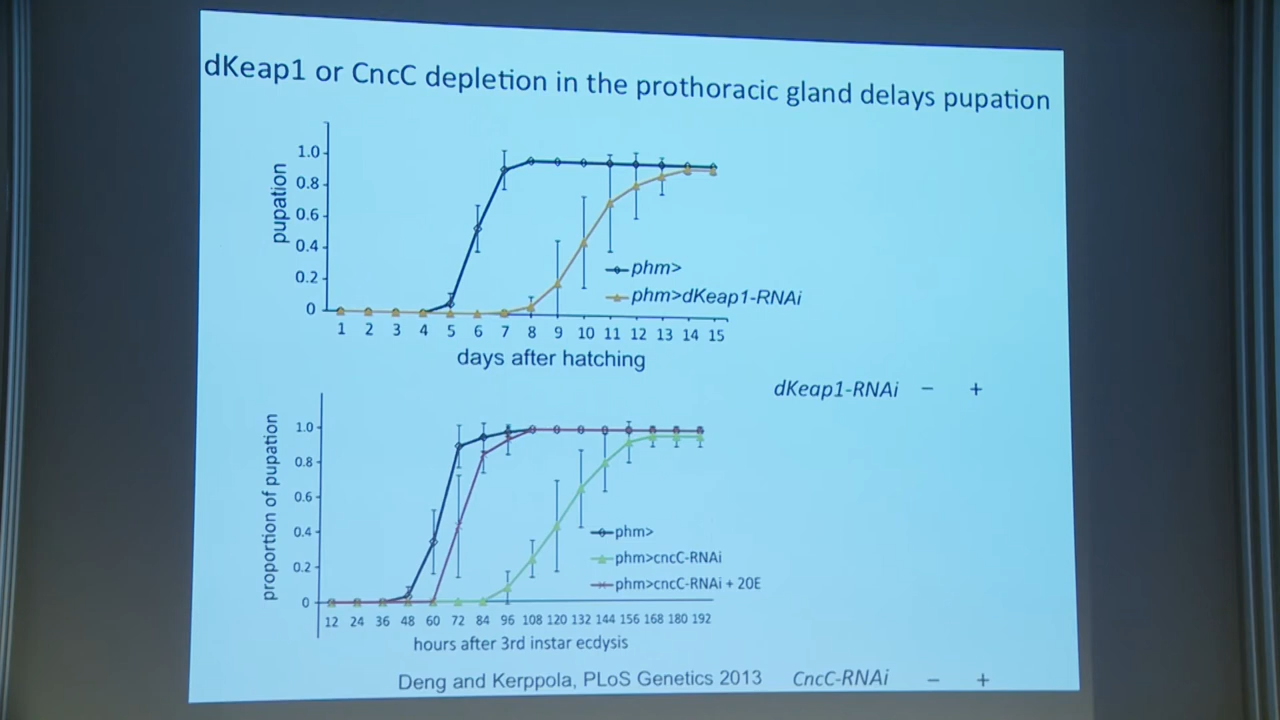 dKeap1 or CncC depletion in the prothoracic gland delays pupation
pupation
1.0
0.8
0.6
0.4
0.2
0
phm>
phm>dKeap1-RNAi
1 2 3 4 5 6 7 8 9 10 11 12 13 14 15
days after hatching
dKeap1-RNAi – +
proportion of pupation
1.0
0.8
0.6
0.4
0.2
0
phm>
phm>cncC-RNAi
phm>cncC-RNAi + 20E
12 24 36 48 60 72 84 96 108 120 132 144 156 168 180 192
hours after 3rd instar ecdysis
Deng and Kerppola, PLoS Genetics 2013 CncC-RNAi – +